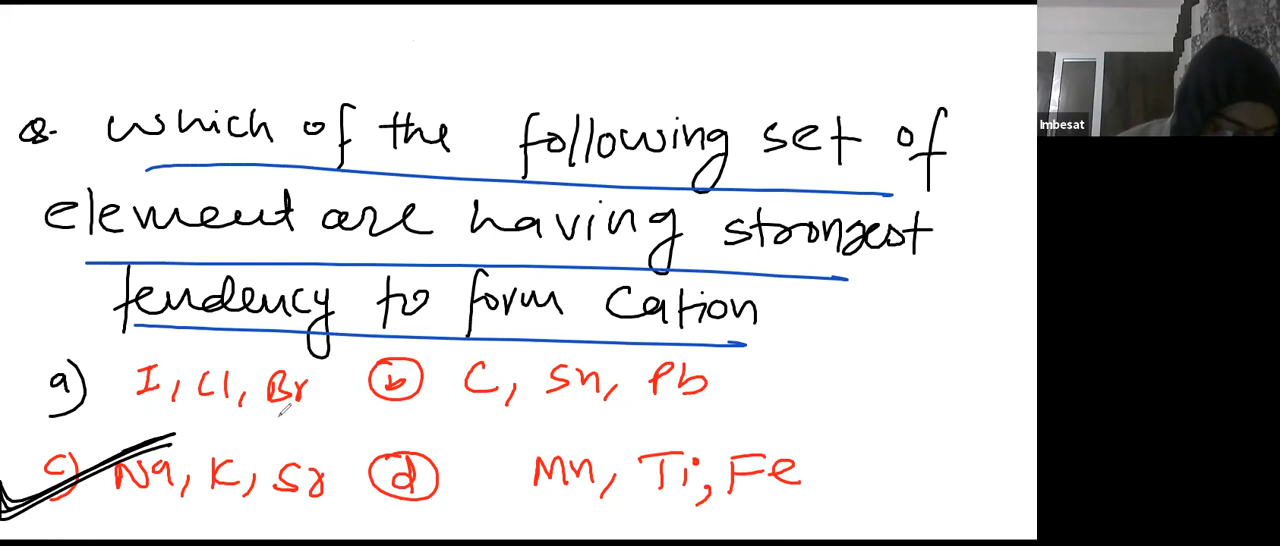 Q. which of the following set of
element are having strongest
tendency to form cation
a) I, Cl, Br (b) C, Sn, Pb
c) Na, K, Sr (d) Mn, Ti, Fe
Imbesat